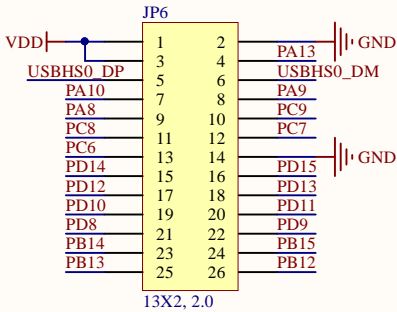 JP6
VDD 1 2 GND
3 4 PA13
USBHS0_DP 5 6 USBHS0_DM
PA10 7 8 PA9
PA8 9 10 PC9
PC8 11 12 PC7
PC6 13 14 GND
PD14 15 16 PD15
PD12 17 18 PD13
PD10 19 20 PD11
PD8 21 22 PD9
PB14 23 24 PB15
PB13 25 26 PB12
13X2, 2.0